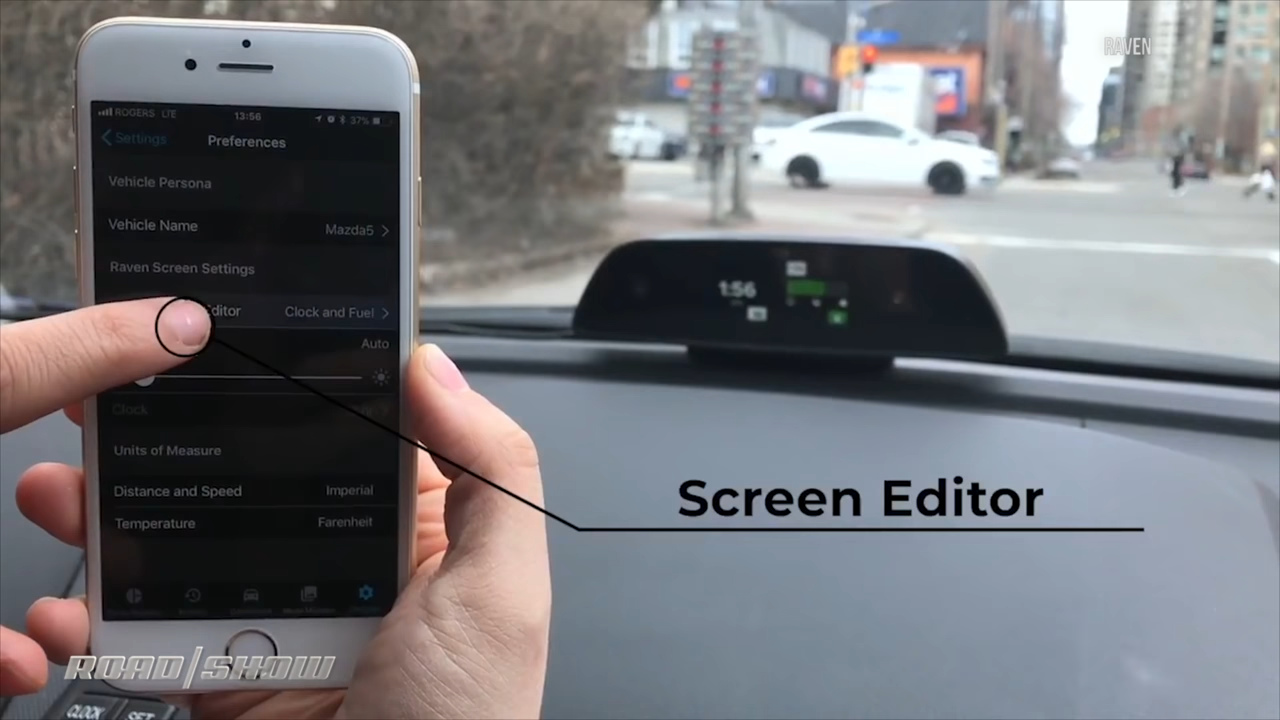 RAVEN
ROGERS LTE 13:56 37%
Settings Preferences
Vehicle Persona
Vehicle Name Mazda5
Raven Screen Settings
Editor Clock and Fuel
Auto
Clock
Units of Measure
Distance and Speed Imperial
Temperature Farenheit
1:56
Screen Editor
ROAD/SHOW
CLOCK SET